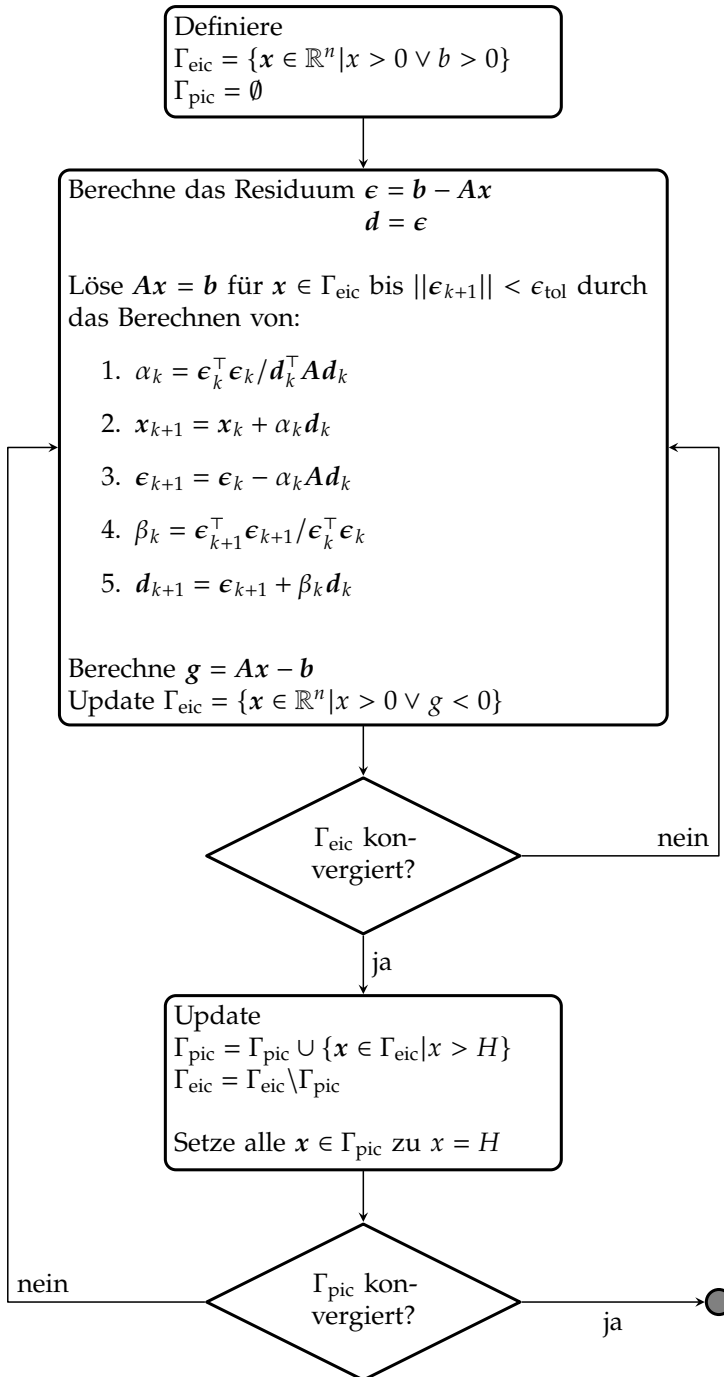 Definiere
Γ_eic = {𝒙 ∈ ℝ^n | x > 0 ∨ b > 0}
Γ_pic = ∅
Berechne das Residuum 𝝐 = 𝒃 − 𝑨𝒙
𝒅 = 𝝐
Löse 𝑨𝒙 = 𝒃 für 𝒙 ∈ Γ_eic bis ||𝝐_{k+1}|| < ϵ_tol durch
das Berechnen von:
1. α_k = 𝝐_k^⊤ 𝝐_k / 𝒅_k^⊤ 𝑨𝒅_k
2. 𝒙_{k+1} = 𝒙_k + α_k 𝒅_k
3. 𝝐_{k+1} = 𝝐_k − α_k 𝑨𝒅_k
4. β_k = 𝝐_{k+1}^⊤ 𝝐_{k+1} / 𝝐_k^⊤ 𝝐_k
5. 𝒅_{k+1} = 𝝐_{k+1} + β_k 𝒅_k
Berechne 𝒈 = 𝑨𝒙 − 𝒃
Update Γ_eic = {𝒙 ∈ ℝ^n | x > 0 ∨ g < 0}
Γ_eic kon-
vergiert?
nein
ja
Update
Γ_pic = Γ_pic ∪ {𝒙 ∈ Γ_eic | x > H}
Γ_eic = Γ_eic\Γ_pic
Setze alle 𝒙 ∈ Γ_pic zu x = H
nein
Γ_pic kon-
vergiert?
ja